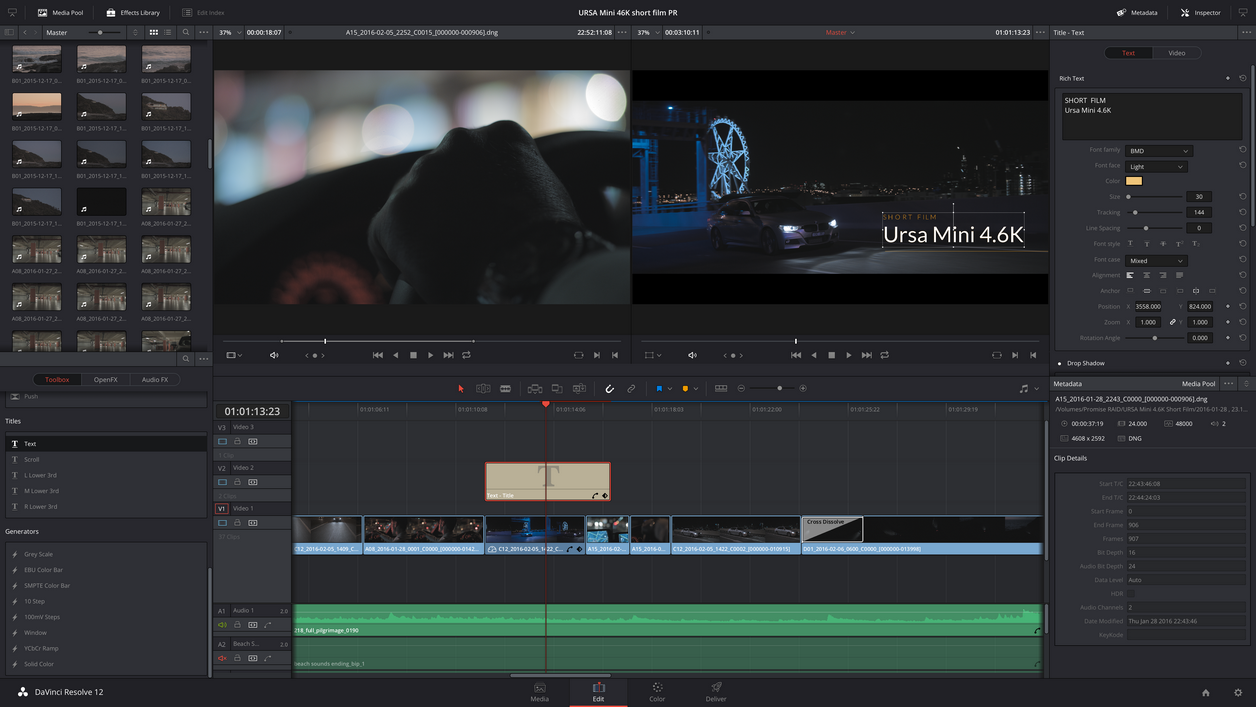 Media Pool
Effects Library
Edit Index
URSA Mini 46K short film PR
Metadata
Inspector
Master
37%
00:00:18:07
A15_2016-02-05_2252_C0015_[000000-000906].dng
22:52:11:08
37%
00:03:10:11
Master
01:01:13:23
Title - Text
Text
Video
Rich Text
SHORT FILM
Ursa Mini 4.6K
Font family
BMD
Font face
Light
Color
Size
30
Tracking
144
Line Spacing
0
Font style
Font case
Mixed
Alignment
Anchor
Position X 3558.000 Y 824.000
Zoom X 1.000 Y 1.000
Rotation Angle
0.000
Drop Shadow
B01_2015-12-17_0... B01_2015-12-17_0... B01_2015-12-17_0...
B01_2015-12-17_0... B01_2015-12-17_1... B01_2015-12-17_1...
B01_2015-12-17_1... B01_2015-12-17_1... B01_2015-12-17_1...
B01_2015-12-17_1... B01_2015-12-17_1... A08_2016-01-27_2...
A08_2016-01-27_2... A08_2016-01-27_2... A08_2016-01-27_2...
A08_2016-01-27_2... A08_2016-01-27_2... A08_2016-01-27_2...
SHORT FILM
Ursa Mini 4.6K
Toolbox
OpenFX
Audio FX
Push
Titles
Text
Scroll
L Lower 3rd
M Lower 3rd
R Lower 3rd
Generators
Grey Scale
EBU Color Bar
SMPTE Color Bar
10 Step
100mV Steps
Window
YCbCr Ramp
Solid Color
01:01:13:23
01:01:06:11
01:01:10:08
01:01:14:06
01:01:18:03
01:01:22:00
01:01:25:22
01:01:29:19
V3 Video 3
1 Clip
V2 Video 2
2 Clips
T
Text - Title
V1 Video 1
37 Clips
Cross Dissolve
C12_2016-02-05_1409_C...
A08_2016-01-28_0001_C0000_[000000-0142...
C12_2016-02-05_1422_C...
A15_2016-02-...
A15_2016-0...
C12_2016-02-05_1422_C0002_[000000-010915]
D01_2016-02-06_0600_C0000_[000000-013998]
A1 Audio 1 2.0
218_full_pilgrimage_0190
A2 Beach S... 2.0
beach sounds ending_bip_1
Metadata
Media Pool
A15_2016-01-28_2243_C0000_[000000-000906].dng
/Volumes/Promise RAID/URSA Mini 4.6K Short Film/2016-01-28 , 23.1...
00:00:37:19
24.000
48000
2
4608 x 2592
DNG
Clip Details
Start T/C 22:43:46:08
End T/C 22:44:24:03
Start Frame 0
End Frame 906
Frames 907
Bit Depth 16
Audio Bit Depth 24
Data Level Auto
HDR
Audio Channels 2
Date Modified Thu Jan 28 2016 22:43:46
KeyKode
DaVinci Resolve 12
Media
Edit
Color
Deliver